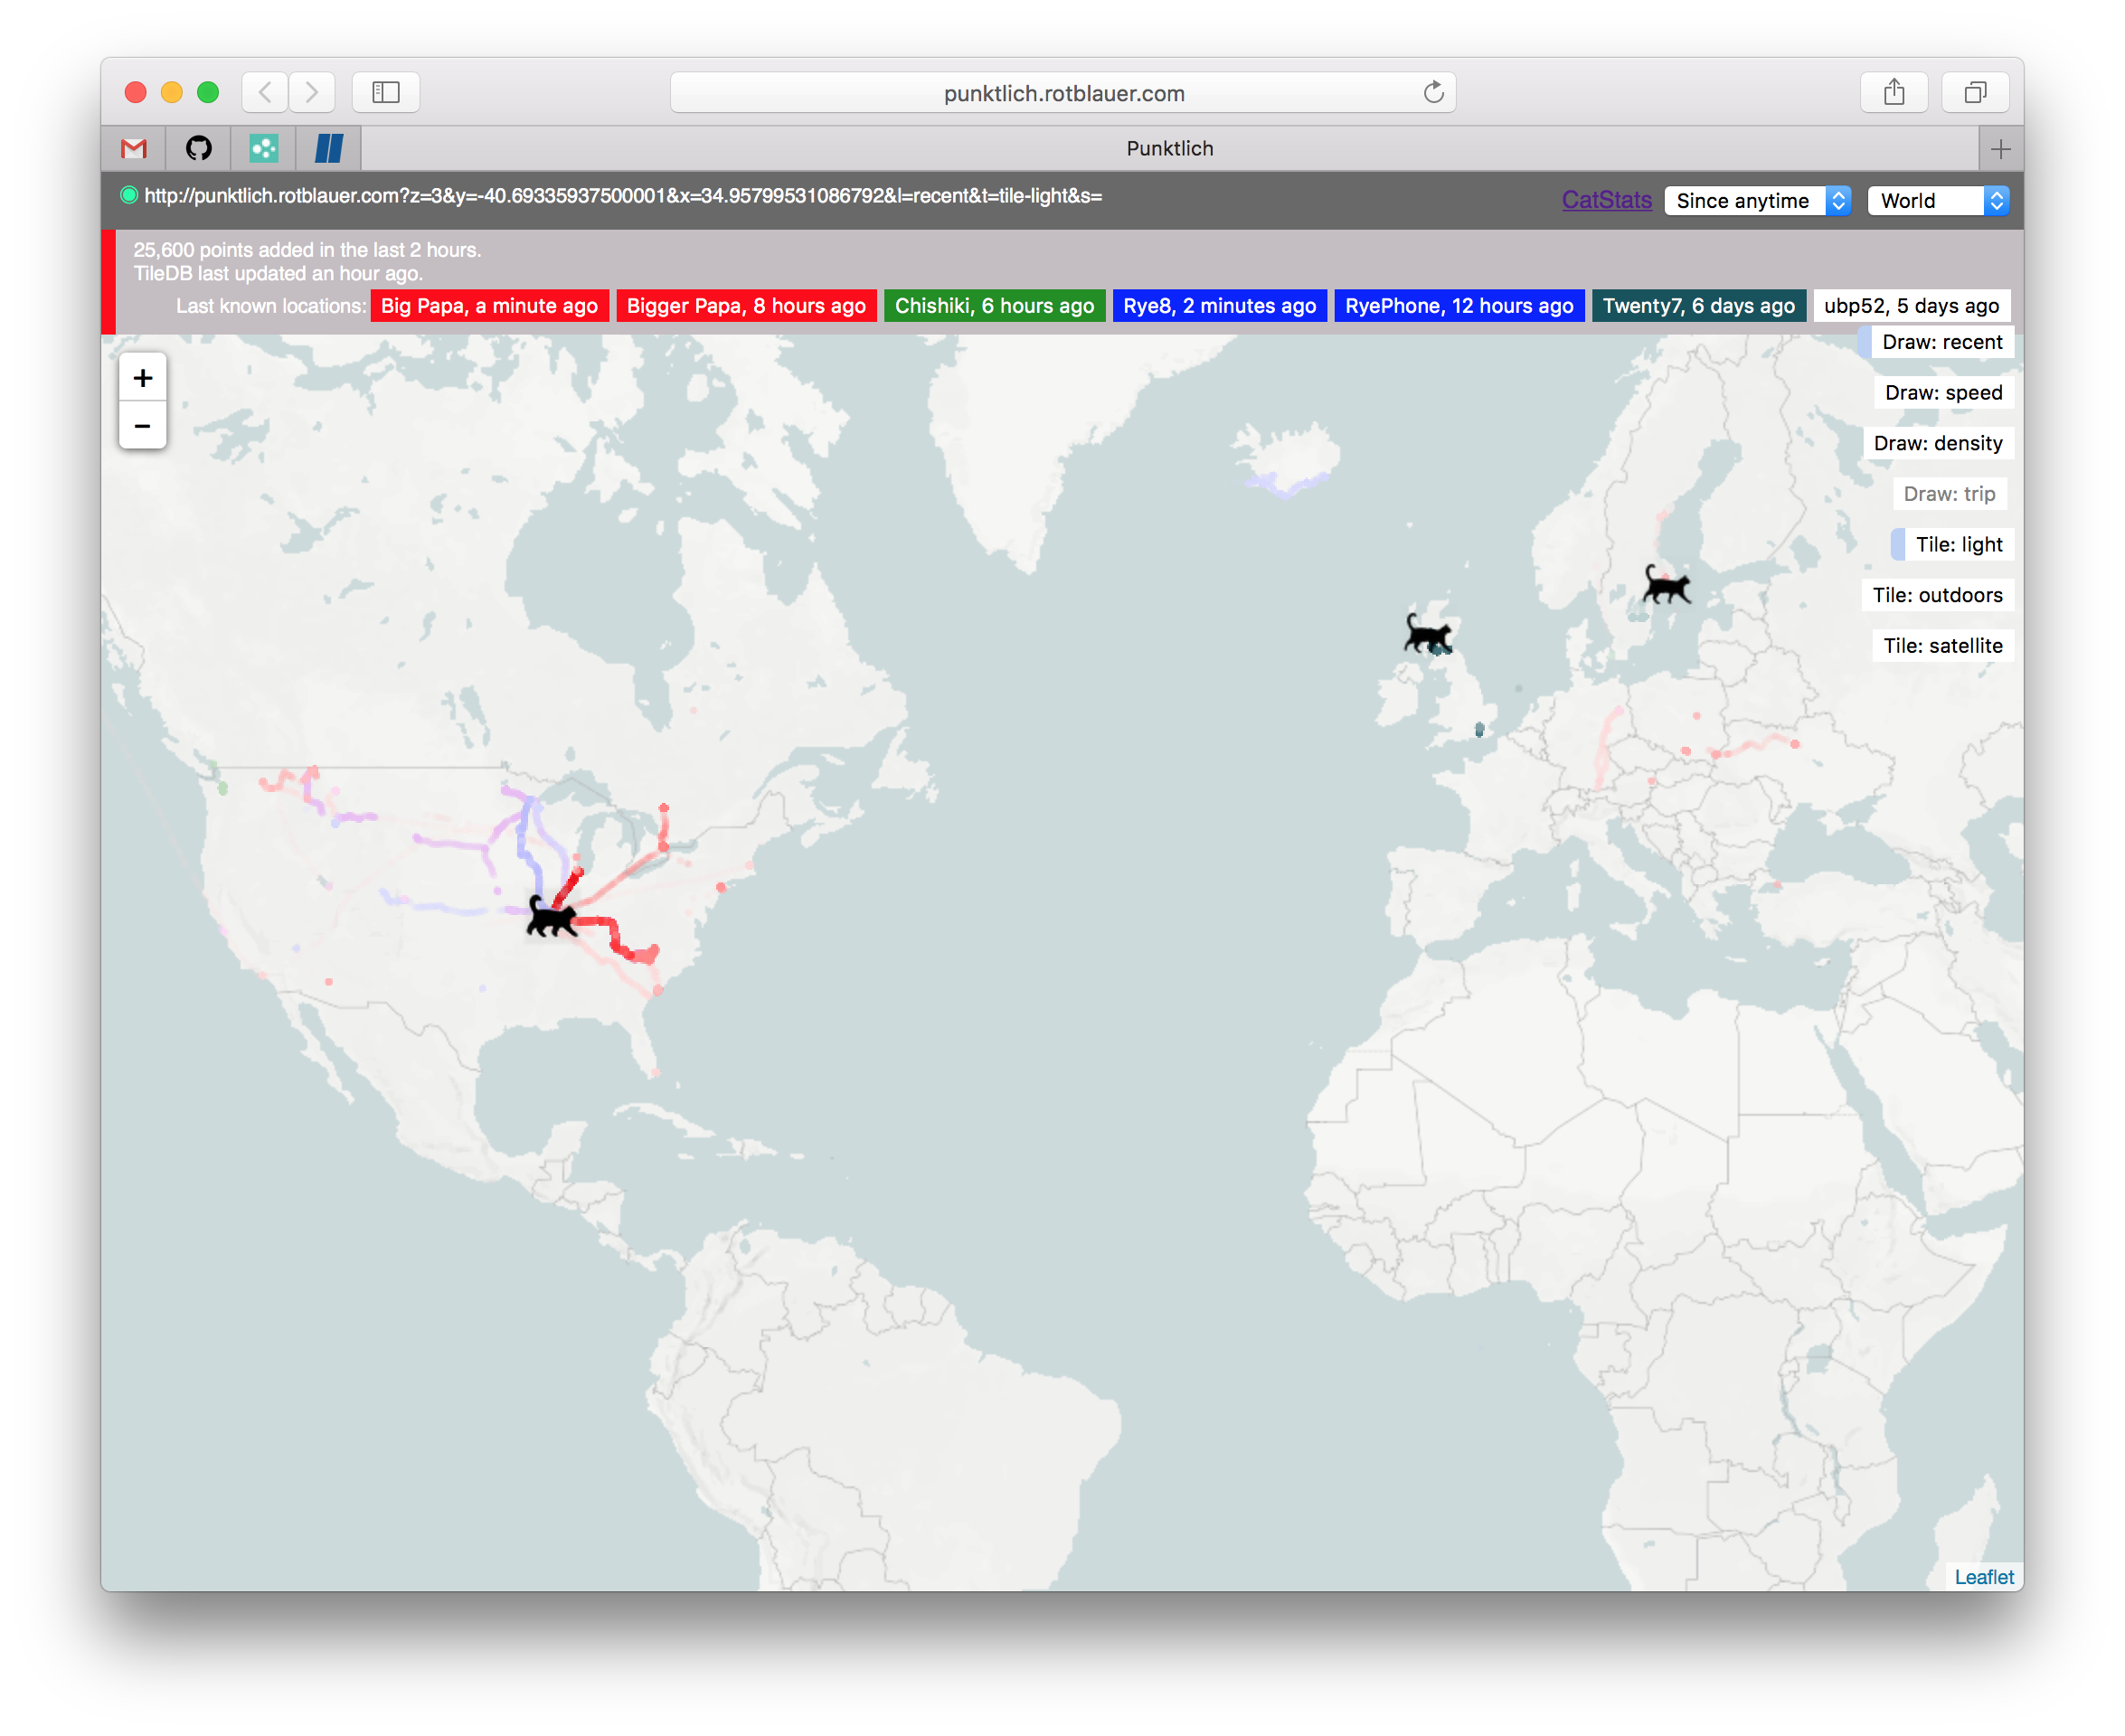 punktlich.rotblauer.com
Punktlich
http://punktlich.rotblauer.com?z=3&y=-40.69335937500001&x=34.95799531086792&l=recent&t=tile-light&s=
CatStats
Since anytime
World
25,600 points added in the last 2 hours.
TileDB last updated an hour ago.
Last known locations: Big Papa, a minute ago Bigger Papa, 8 hours ago Chishiki, 6 hours ago Rye8, 2 minutes ago RyePhone, 12 hours ago Twenty7, 6 days ago ubp52, 5 days ago
+
−
Draw: recent
Draw: speed
Draw: density
Draw: trip
Tile: light
Tile: outdoors
Tile: satellite
Leaflet